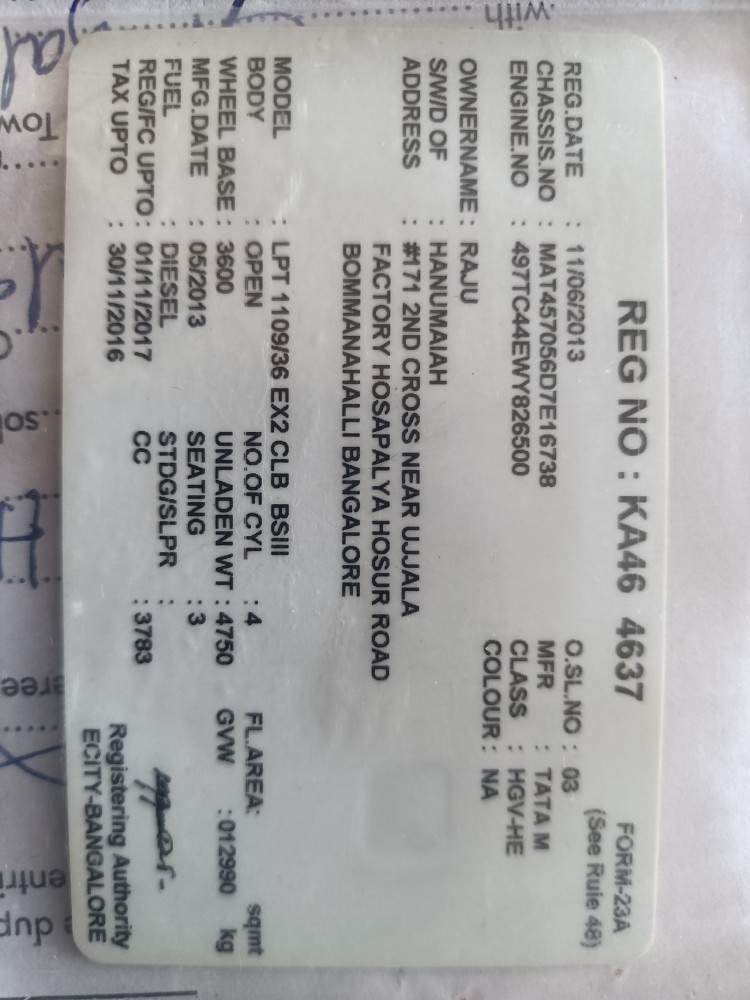 FORM-23A
REG NO : KA46 4637 (See Rule 48)
REG.DATE : 11/06/2013 O.SL.NO : 03
CHASSIS.NO : MAT457056D7E16738 MFR : TATA M
ENGINE.NO : 497TC44EWY826500 CLASS : HGV-HE
COLOUR : NA
OWNERNAME : RAJU
S/W/D OF : HANUMAIAH
ADDRESS : #171 2ND CROSS NEAR UJJALA
FACTORY HOSAPALYA HOSUR ROAD
BOMMANAHALLI BANGALORE
MODEL : LPT 1109/36 EX2 CLB BSIII
BODY : OPEN NO.OF CYL : 4 FL.AREA: sqmt
WHEEL BASE : 3600 UNLADEN WT : 4750 GVW : 012990 kg
MFG.DATE : 05/2013 SEATING : 3
FUEL : DIESEL STDG/SLPR :
REG/FC UPTO : 01/11/2017 CC : 3783
TAX UPTO : 30/11/2016
Registering Authority
ECITY-BANGALORE
with